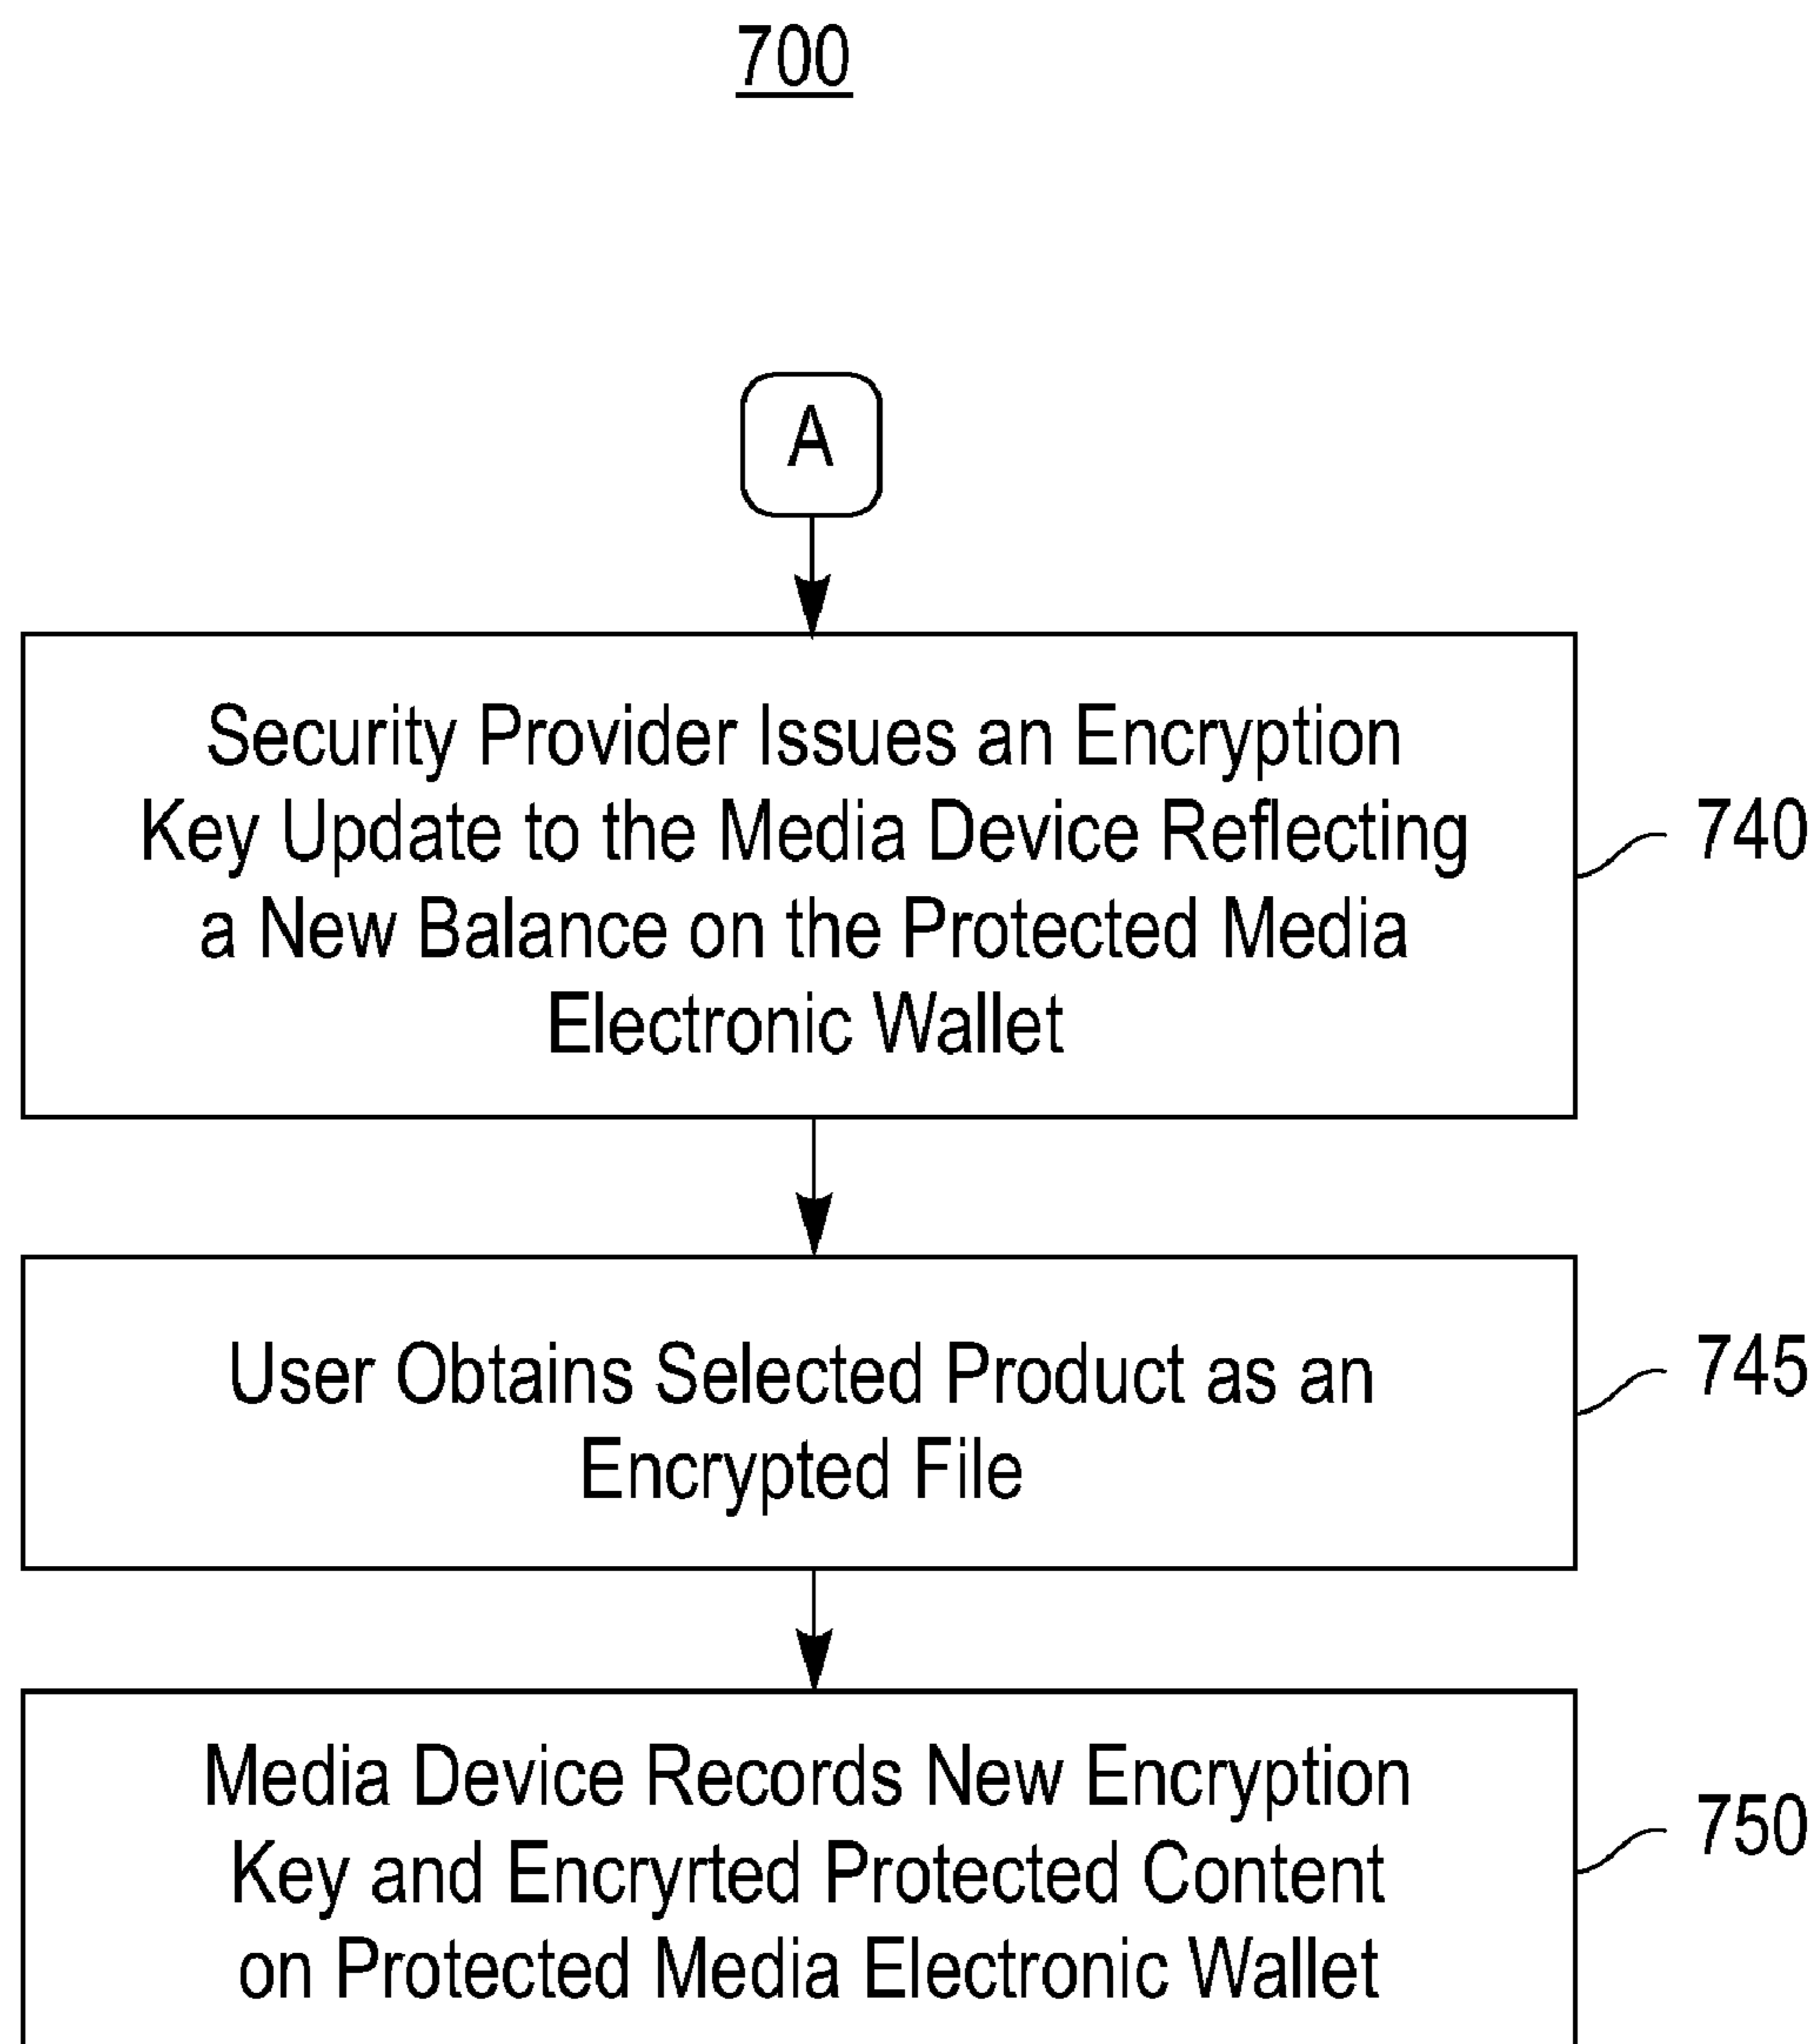 700
A
Security Provider Issues an Encryption
Key Update to the Media Device Reflecting
a New Balance on the Protected Media
Electronic Wallet
740
User Obtains Selected Product as an
Encrypted File
745
Media Device Records New Encryption
Key and Encryrted Protected Content
on Protected Media Electronic Wallet
750